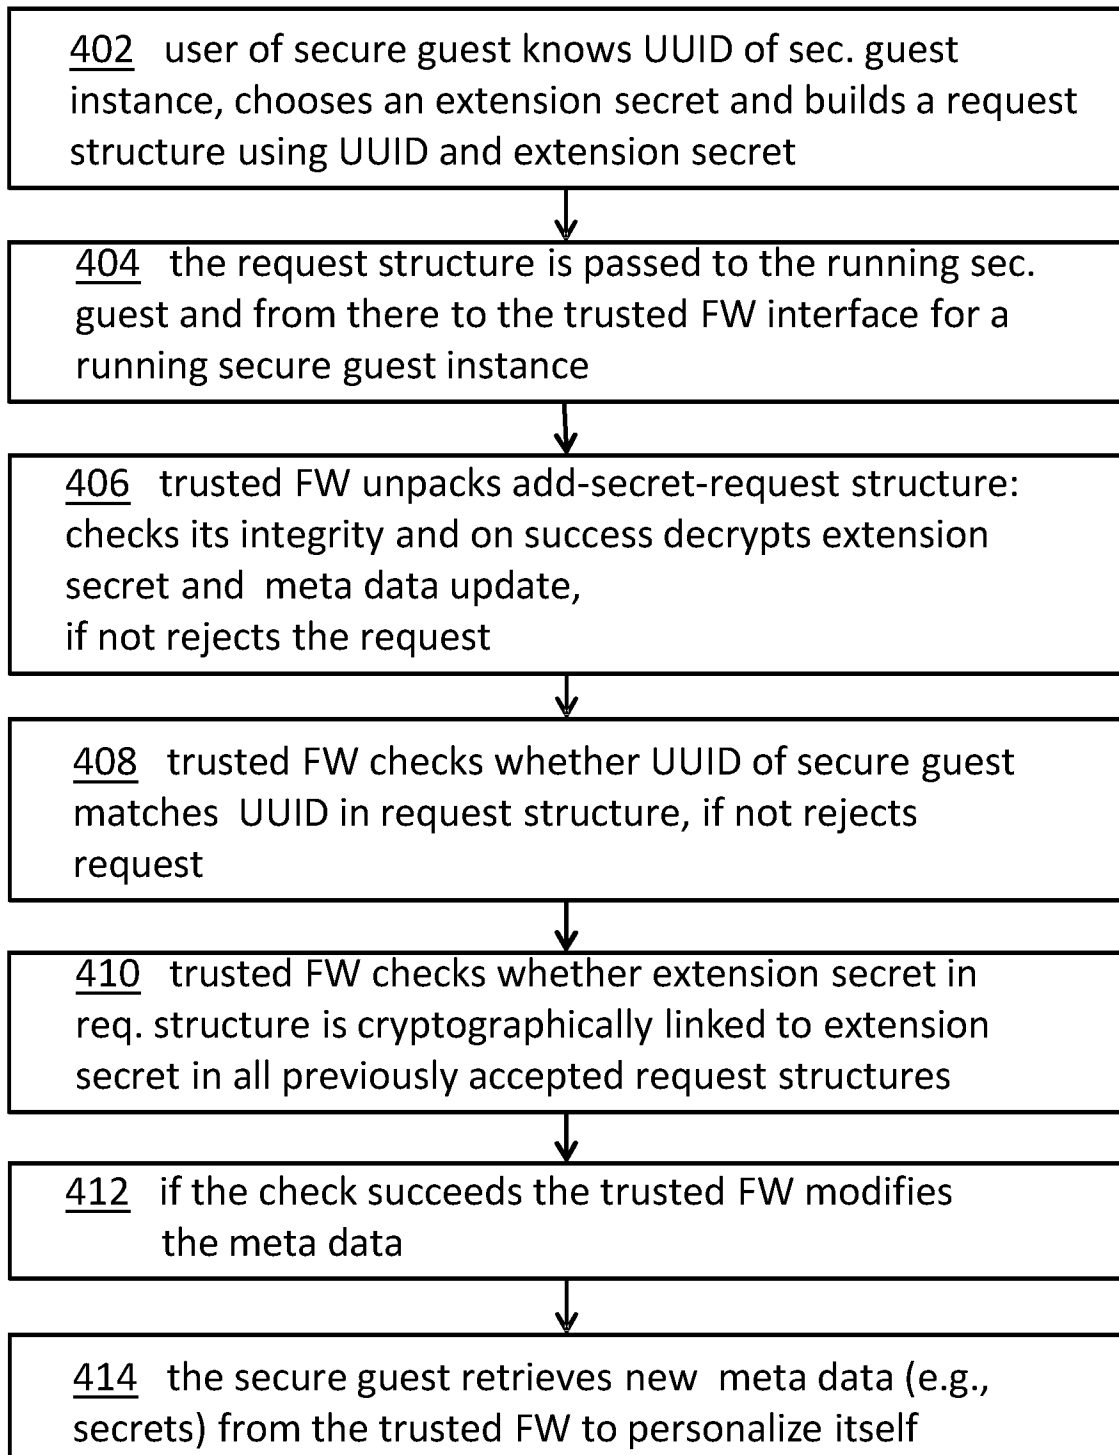 402 user of secure guest knows UUID of sec. guest
instance, chooses an extension secret and builds a request
structure using UUID and extension secret
404 the request structure is passed to the running sec.
guest and from there to the trusted FW interface for a
running secure guest instance
406 trusted FW unpacks add-secret-request structure:
checks its integrity and on success decrypts extension
secret and meta data update,
if not rejects the request
408 trusted FW checks whether UUID of secure guest
matches UUID in request structure, if not rejects
request
410 trusted FW checks whether extension secret in
req. structure is cryptographically linked to extension
secret in all previously accepted request structures
412 if the check succeeds the trusted FW modifies
the meta data
414 the secure guest retrieves new meta data (e.g.,
secrets) from the trusted FW to personalize itself